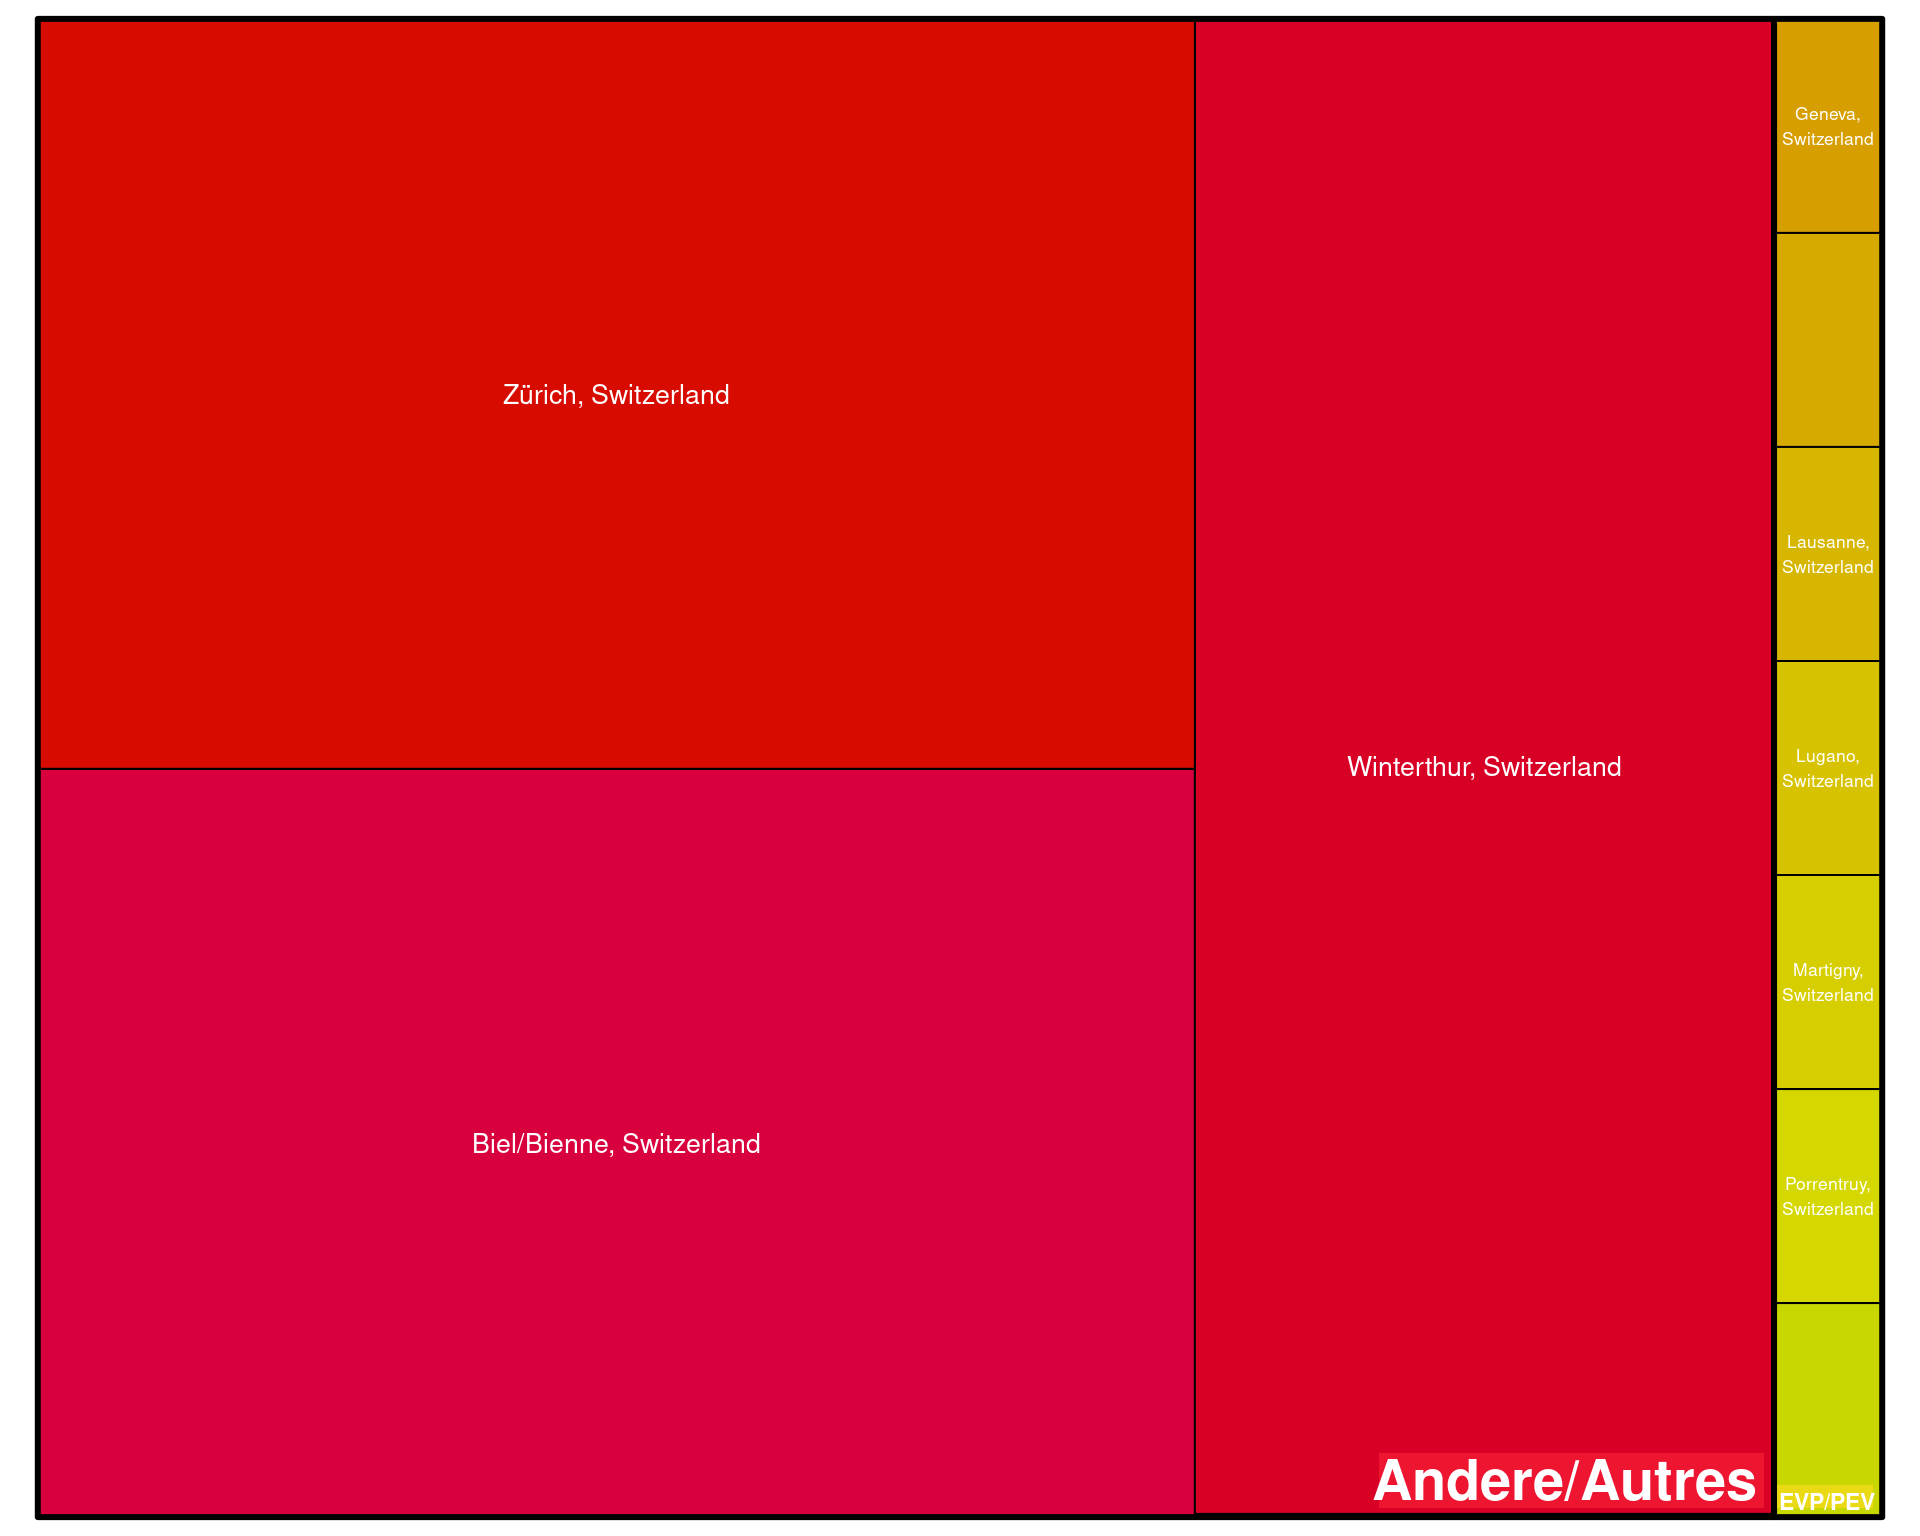 Zürich, Switzerland
Biel/Bienne, Switzerland
Winterthur, Switzerland
Andere/Autres
Geneva,
Switzerland
Lausanne,
Switzerland
Lugano,
Switzerland
Martigny,
Switzerland
Porrentruy,
Switzerland
EVP/PEV